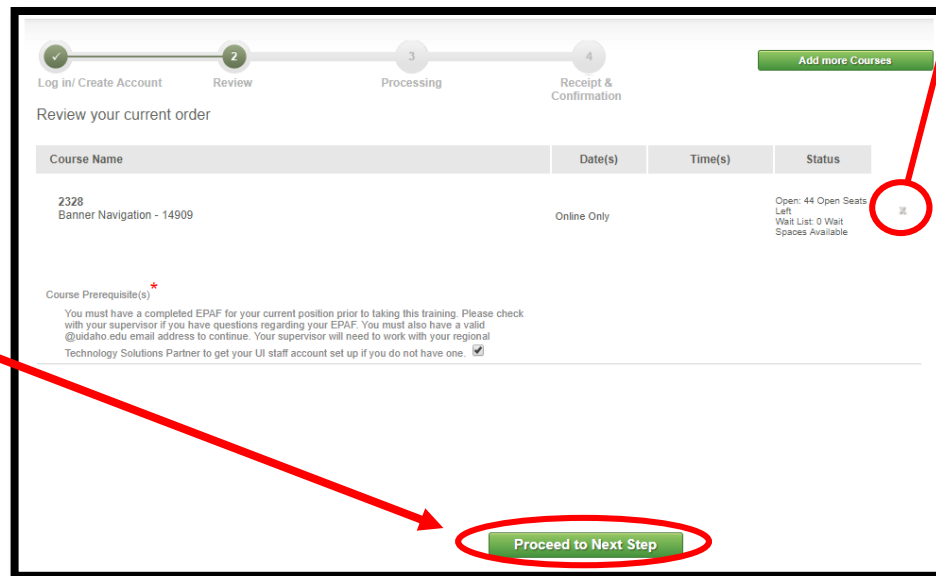 2
3
4
Add more Courses
Log in/ Create Account
Review
Processing
Receipt &
Confirmation
Review your current order
Course Name
Date(s)
Time(s)
Status
2328
Banner Navigation - 14909
Online Only
Open: 44 Open Seats
Left
Wait List: 0 Wait
Spaces Available
x
Course Prerequisite(s)*
You must have a completed EPAF for your current position prior to taking this training. Please check
with your supervisor if you have questions regarding your EPAF. You must also have a valid
@uidaho.edu email address to continue. Your supervisor will need to work with your regional
Technology Solutions Partner to get your UI staff account set up if you do not have one.
Proceed to Next Step